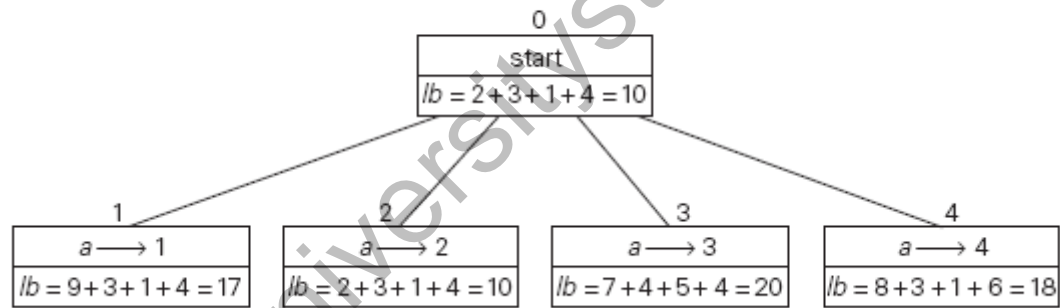 0
start
lb = 2+3+1+4 = 10
1
2
3
4
a → 1
a → 2
a → 3
a → 4
lb = 9+3+1+4 = 17
lb = 2+3+1+4 = 10
lb = 7+4+5+4 = 20
lb = 8+3+1+6 = 18